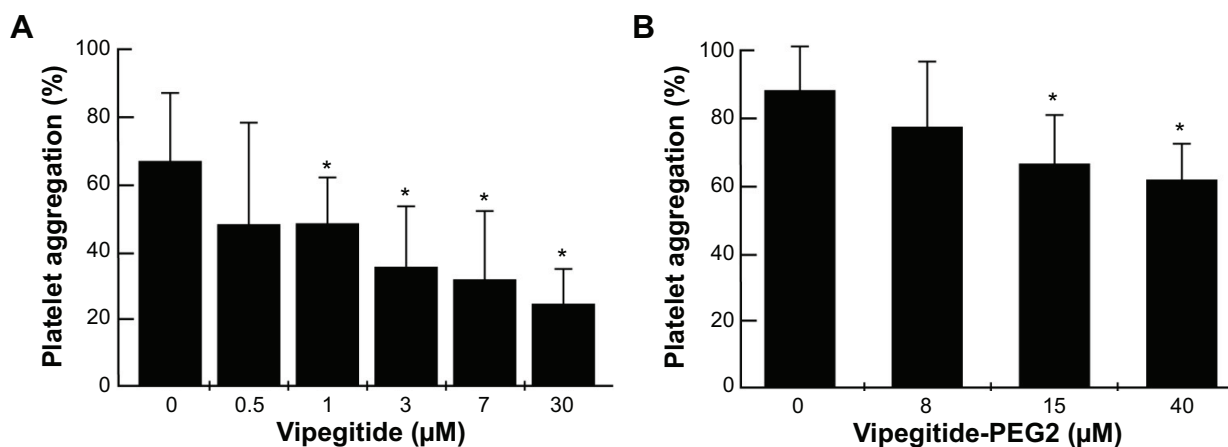 A
Platelet aggregation (%)
100
80
60
40
20
0
*
*
*
*
0 0.5 1 3 7 30
Vipegitide (µM)
B
Platelet aggregation (%)
100
80
60
40
20
0
*
*
0 8 15 40
Vipegitide-PEG2 (µM)